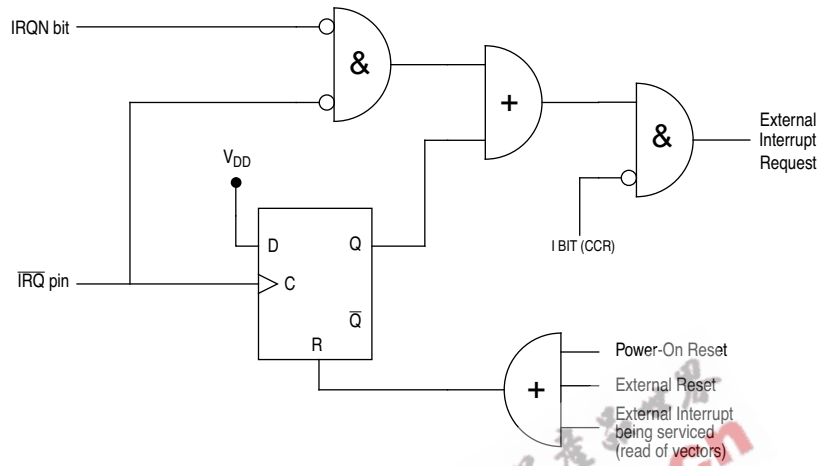 IRQN bit
&
+
&
External
Interrupt
Request
VDD
I BIT (CCR)
D
Q
IRQ pin
C
Q
R
+
Power-On Reset
External Reset
External Interrupt
being serviced
(read of vectors)